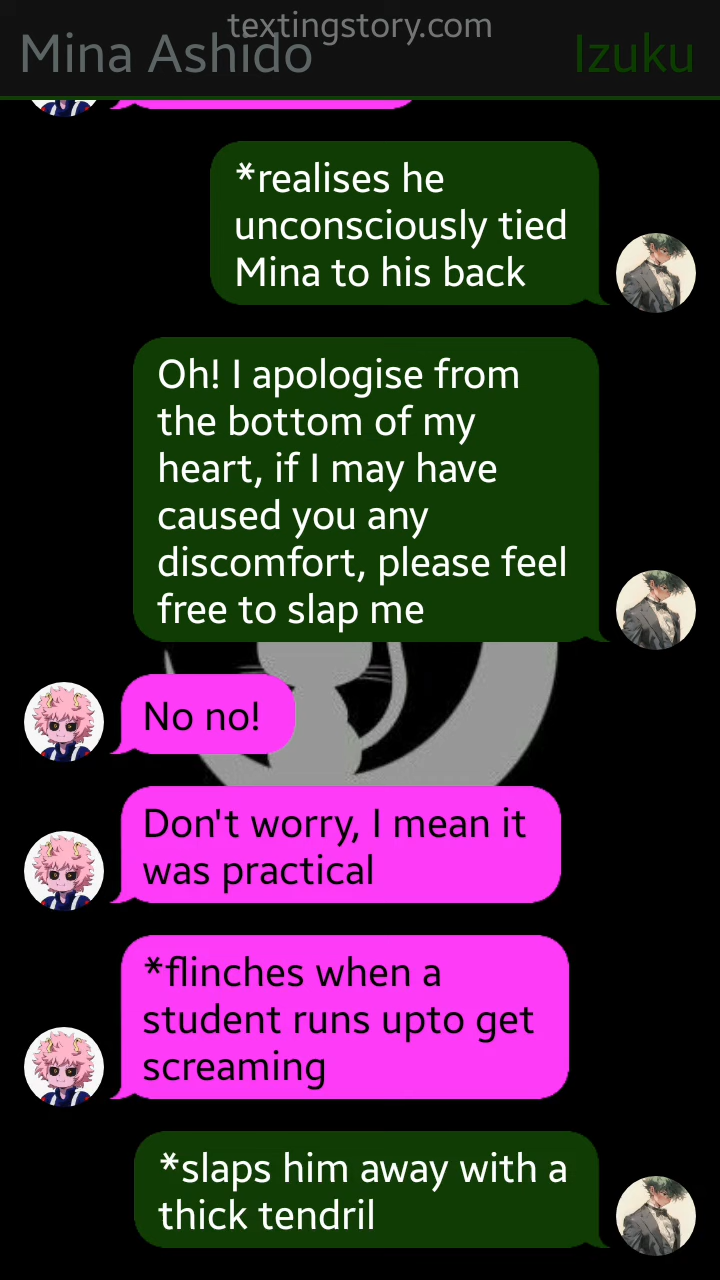 textingstory.com
Mina Ashido
Izuku
*realises he
unconsciously tied
Mina to his back
Oh! I apologise from
the bottom of my
heart, if I may have
caused you any
discomfort, please feel
free to slap me
No no!
Don't worry, I mean it
was practical
*flinches when a
student runs upto get
screaming
*slaps him away with a
thick tendril